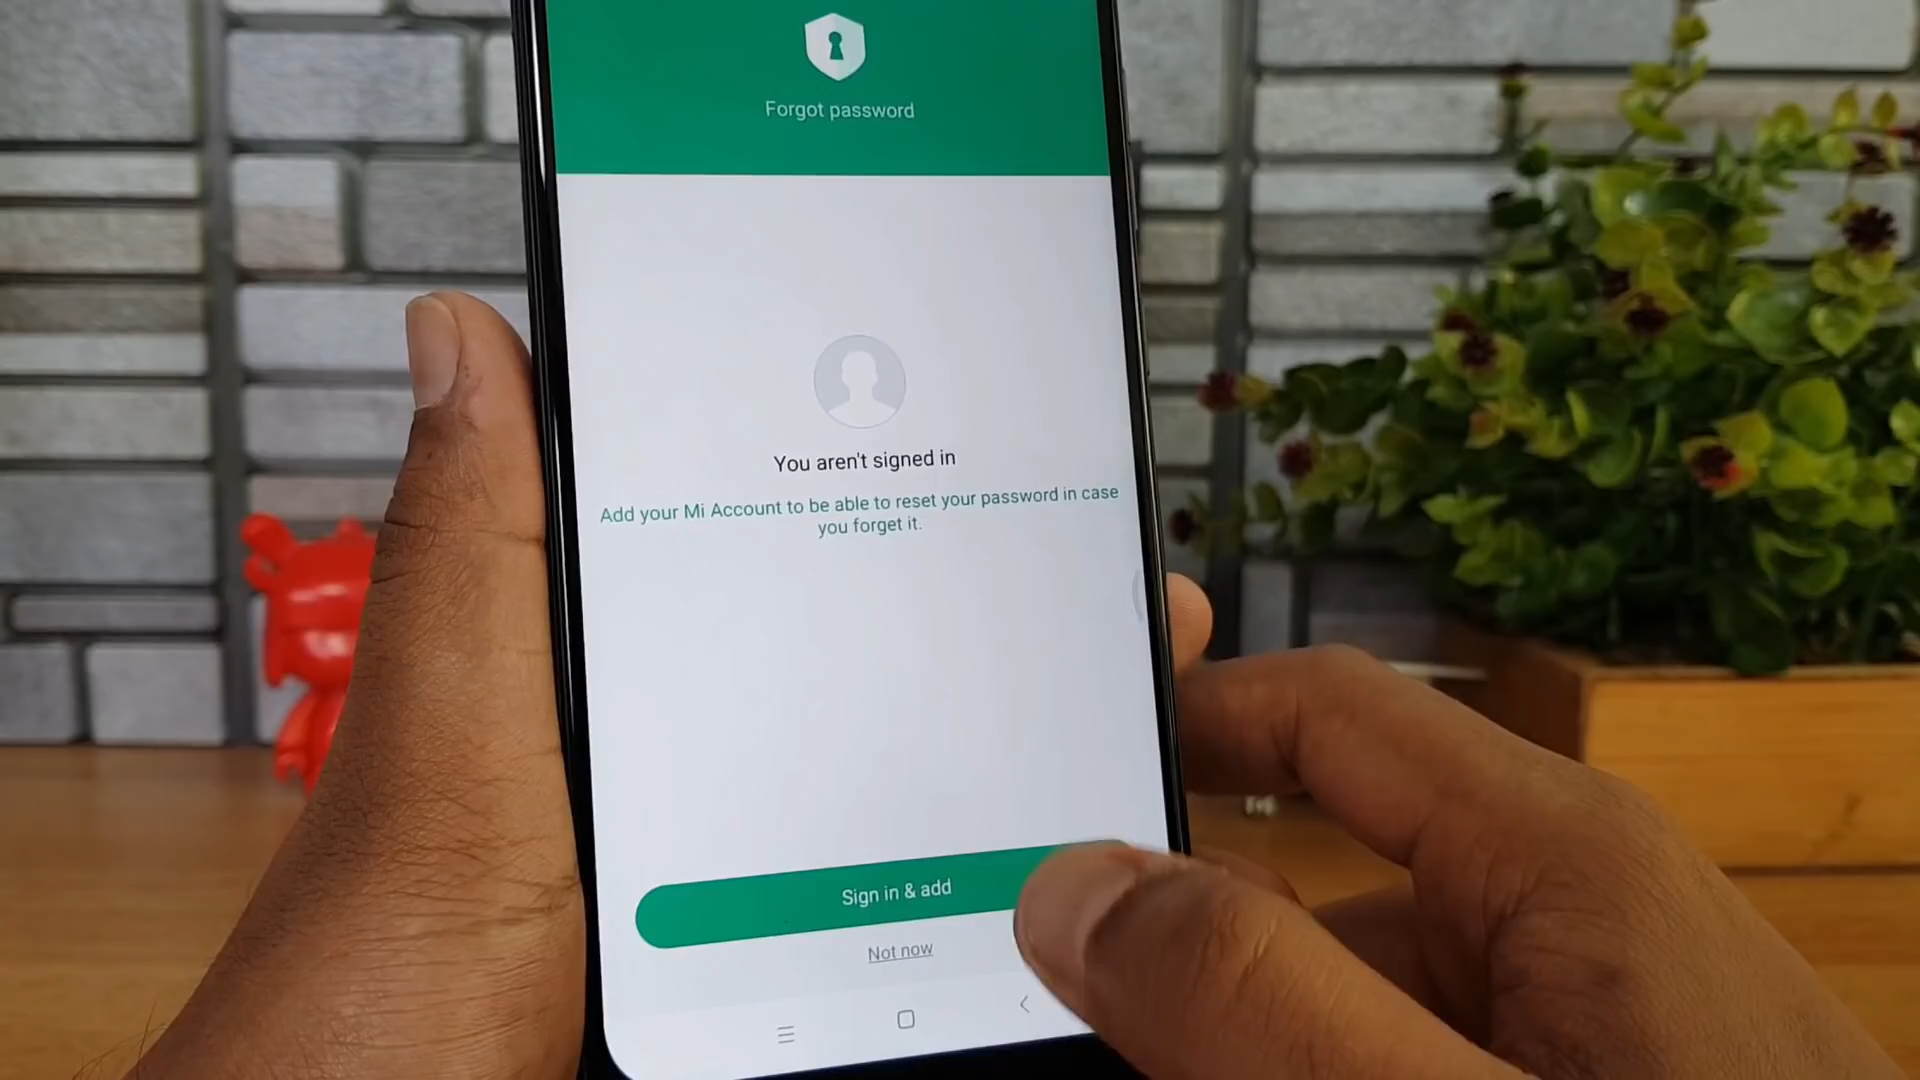 Forgot password
You aren't signed in
Add your Mi Account to be able to reset your password in case
you forget it.
Sign in & add
Not now